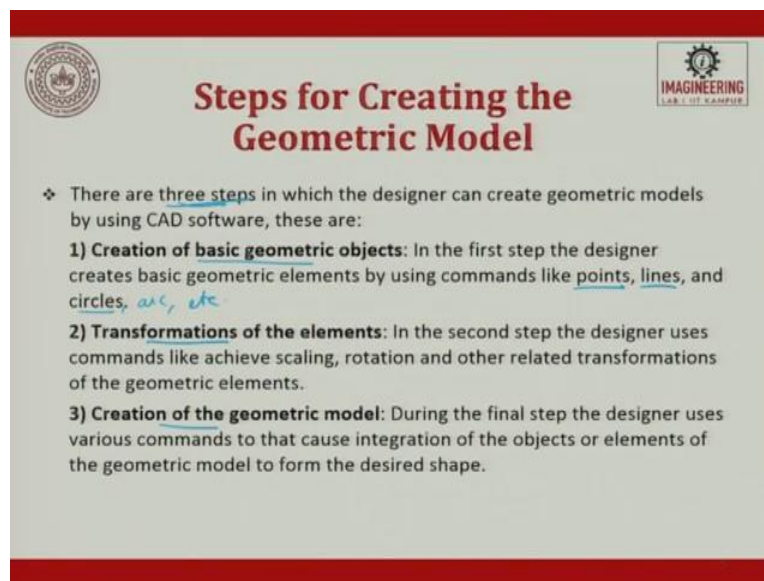 IMAGINEERING
LAB | IIT KANPUR
Steps for Creating the
Geometric Model
❖ There are three steps in which the designer can create geometric models
by using CAD software, these are:
1) Creation of basic geometric objects: In the first step the designer
creates basic geometric elements by using commands like points, lines, and
circles, arc, etc.
2) Transformations of the elements: In the second step the designer uses
commands like achieve scaling, rotation and other related transformations
of the geometric elements.
3) Creation of the geometric model: During the final step the designer uses
various commands to that cause integration of the objects or elements of
the geometric model to form the desired shape.